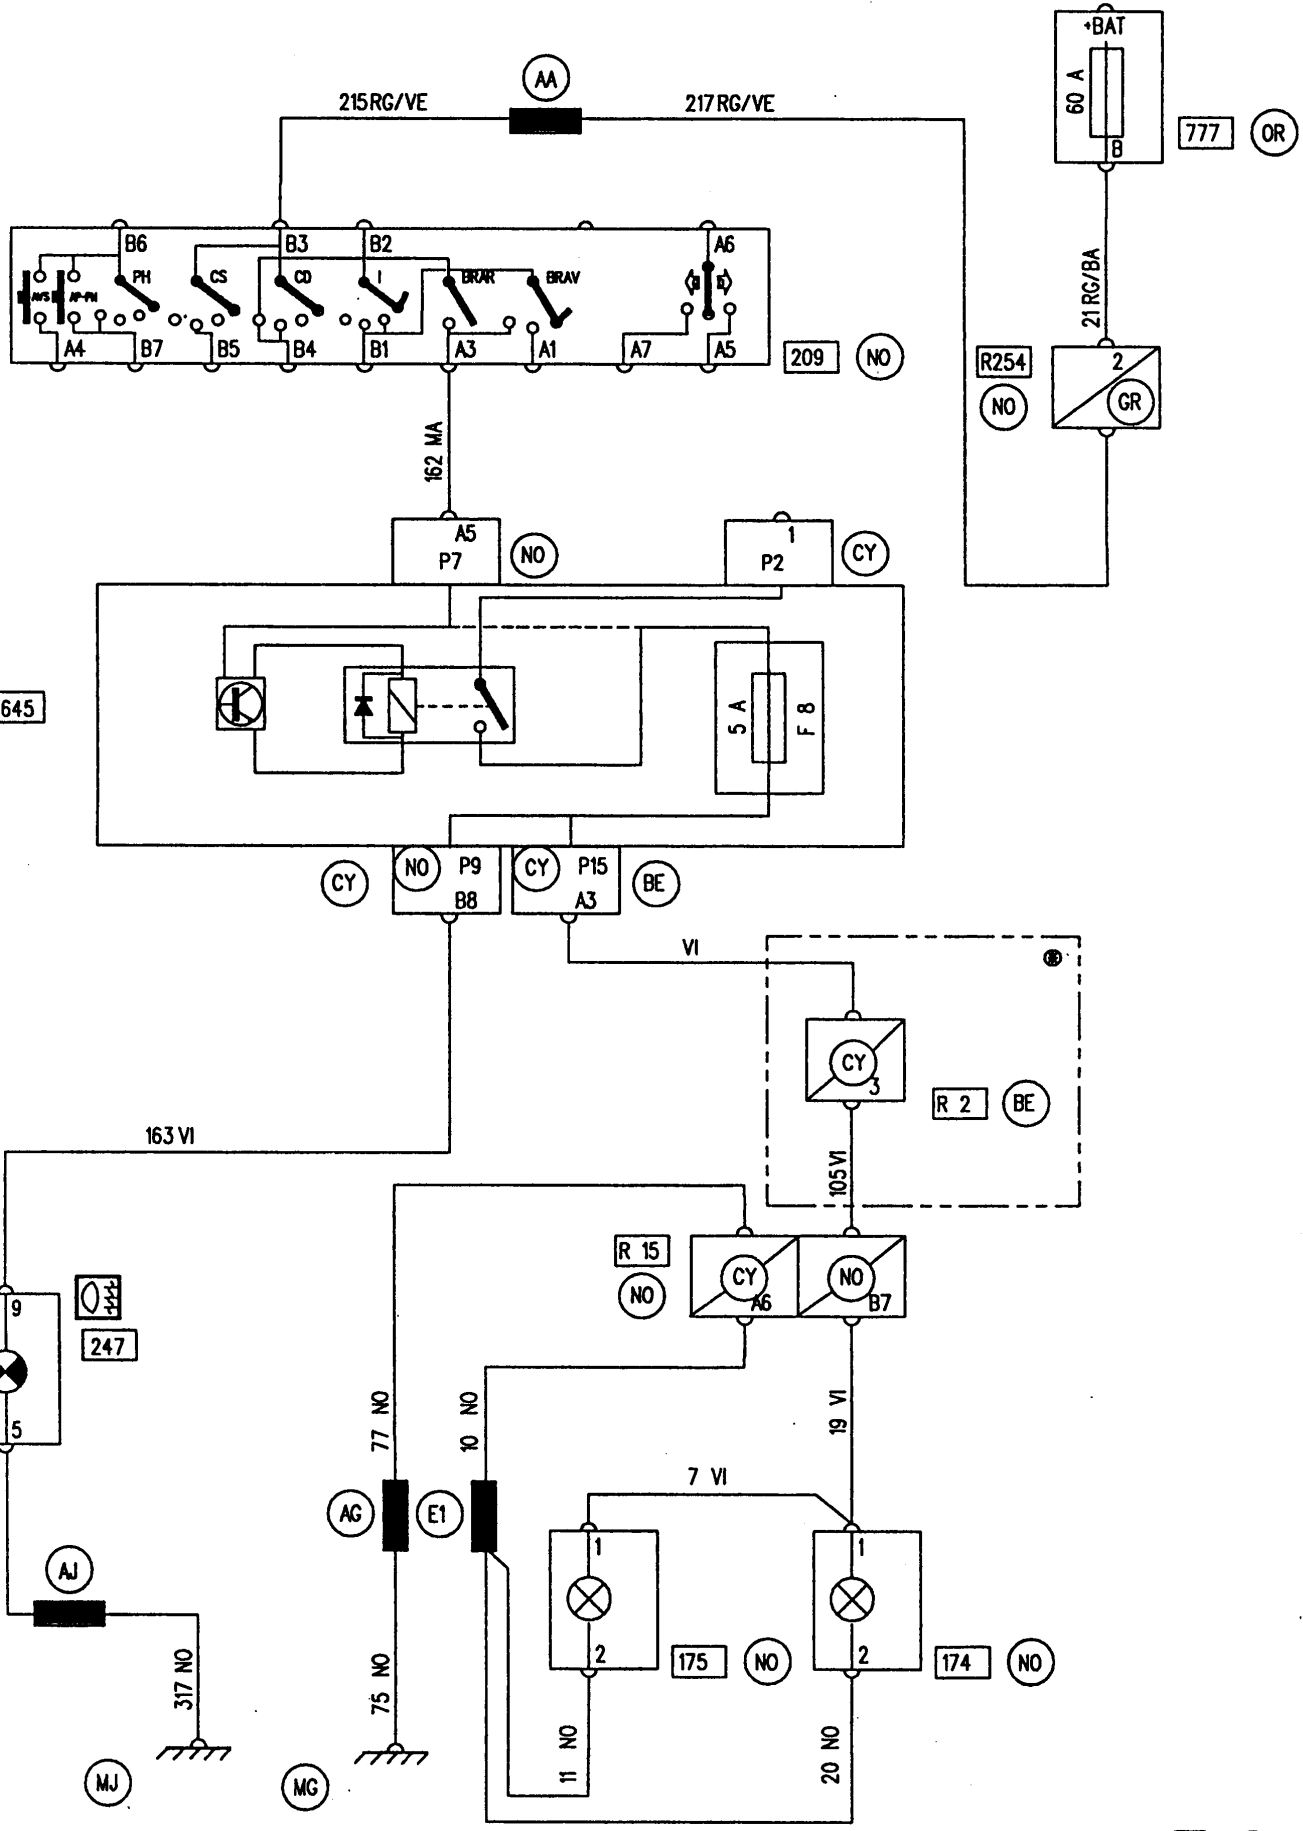 +BAT
60 A
B
777
OR
AA
215RG/VE
217RG/VE
21RG/BA
B6
B3
B2
A6
AVS
AP-PH
PH
CS
CD
I
BRAR
BRAV
A4
B7
B5
B4
B1
A3
A1
A7
A5
209
NO
R254
NO
2
GR
162 MA
A5
P7
NO
1
P2
CY
645
5 A
F 8
CY
NO
P9
B8
CY
P15
A3
BE
VI
CY
3
R 2
BE
163 VI
105VI
R 15
NO
CY
A6
NO
B7
9
247
5
77 NO
10 NO
19 VI
7 VI
AG
E1
1
2
175
NO
1
2
174
NO
AJ
317 NO
75 NO
11 NO
20 NO
MJ
MG